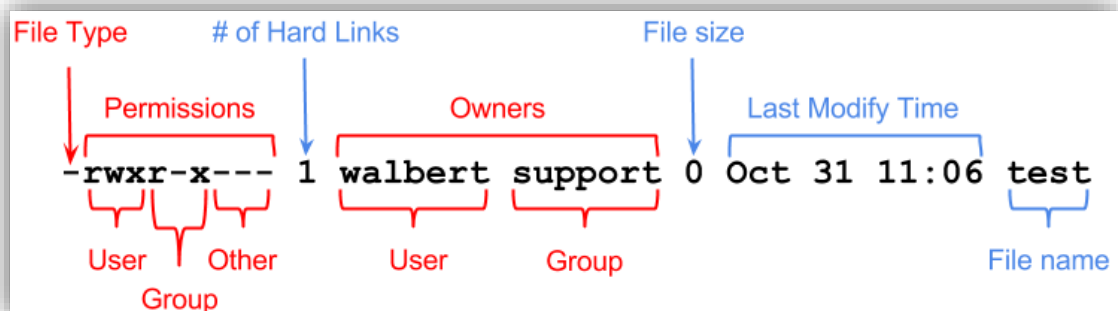 File Type # of Hard Links File size
Permissions Owners Last Modify Time
-rwxr-x--- 1 walbert support 0 Oct 31 11:06 test
User Other User Group File name
Group